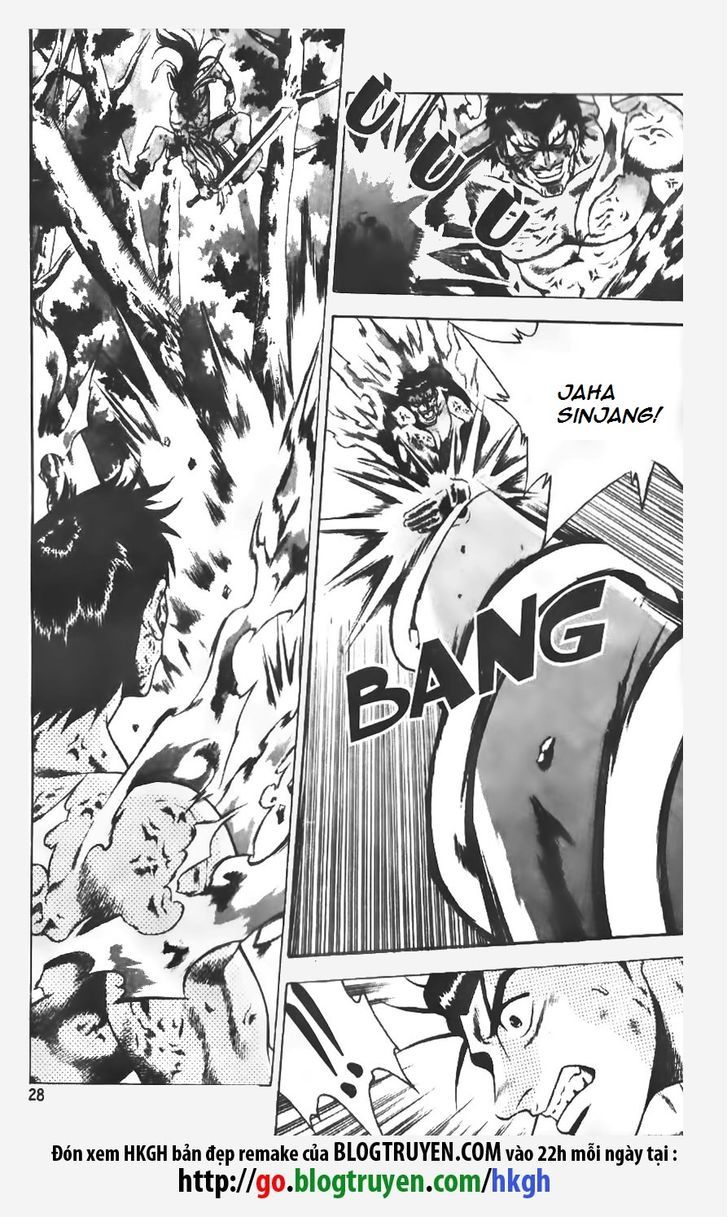 Ù
Ù
Ù
Ù
JAHA
SINJANG!
BANG
!!
28
Đón xem HKGH bản đẹp remake của BLOGTRUYEN.COM vào 22h mỗi ngày tại :
http://go.blogtruyen.com/hkgh